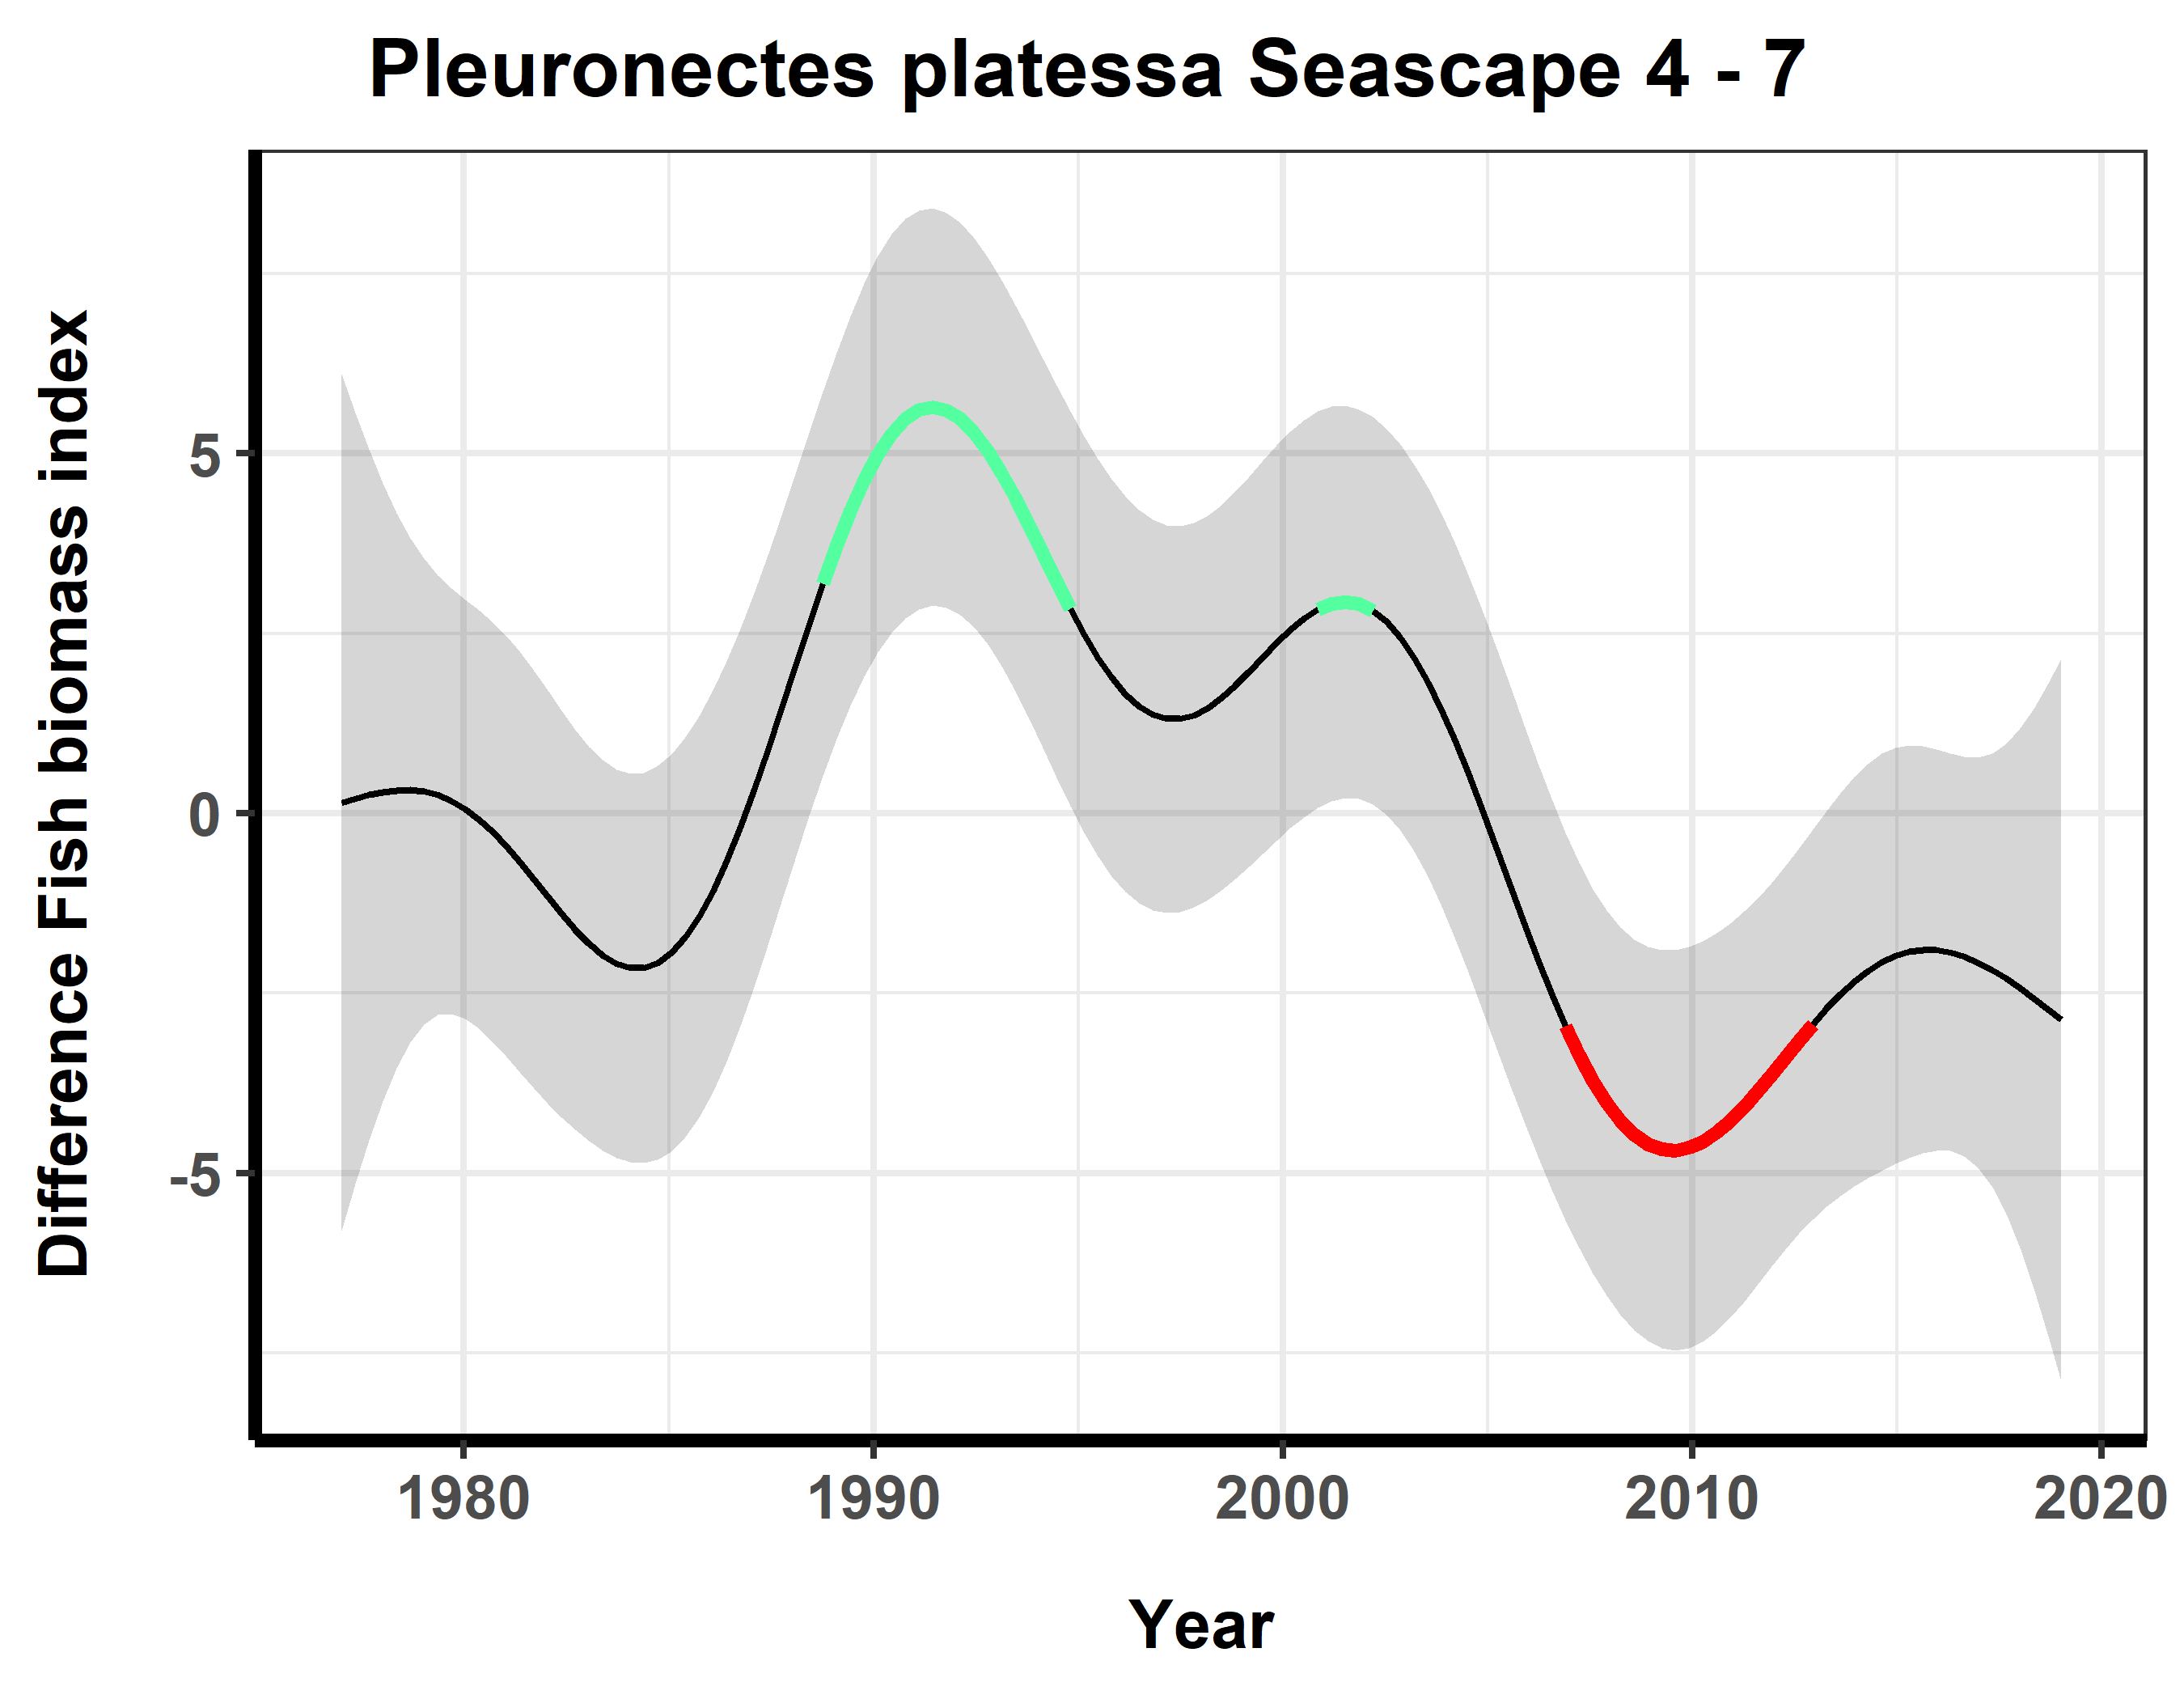 Pleuronectes platessa Seascape 4 - 7
Difference Fish biomass index
5
0
-5
1980 1990 2000 2010 2020
Year